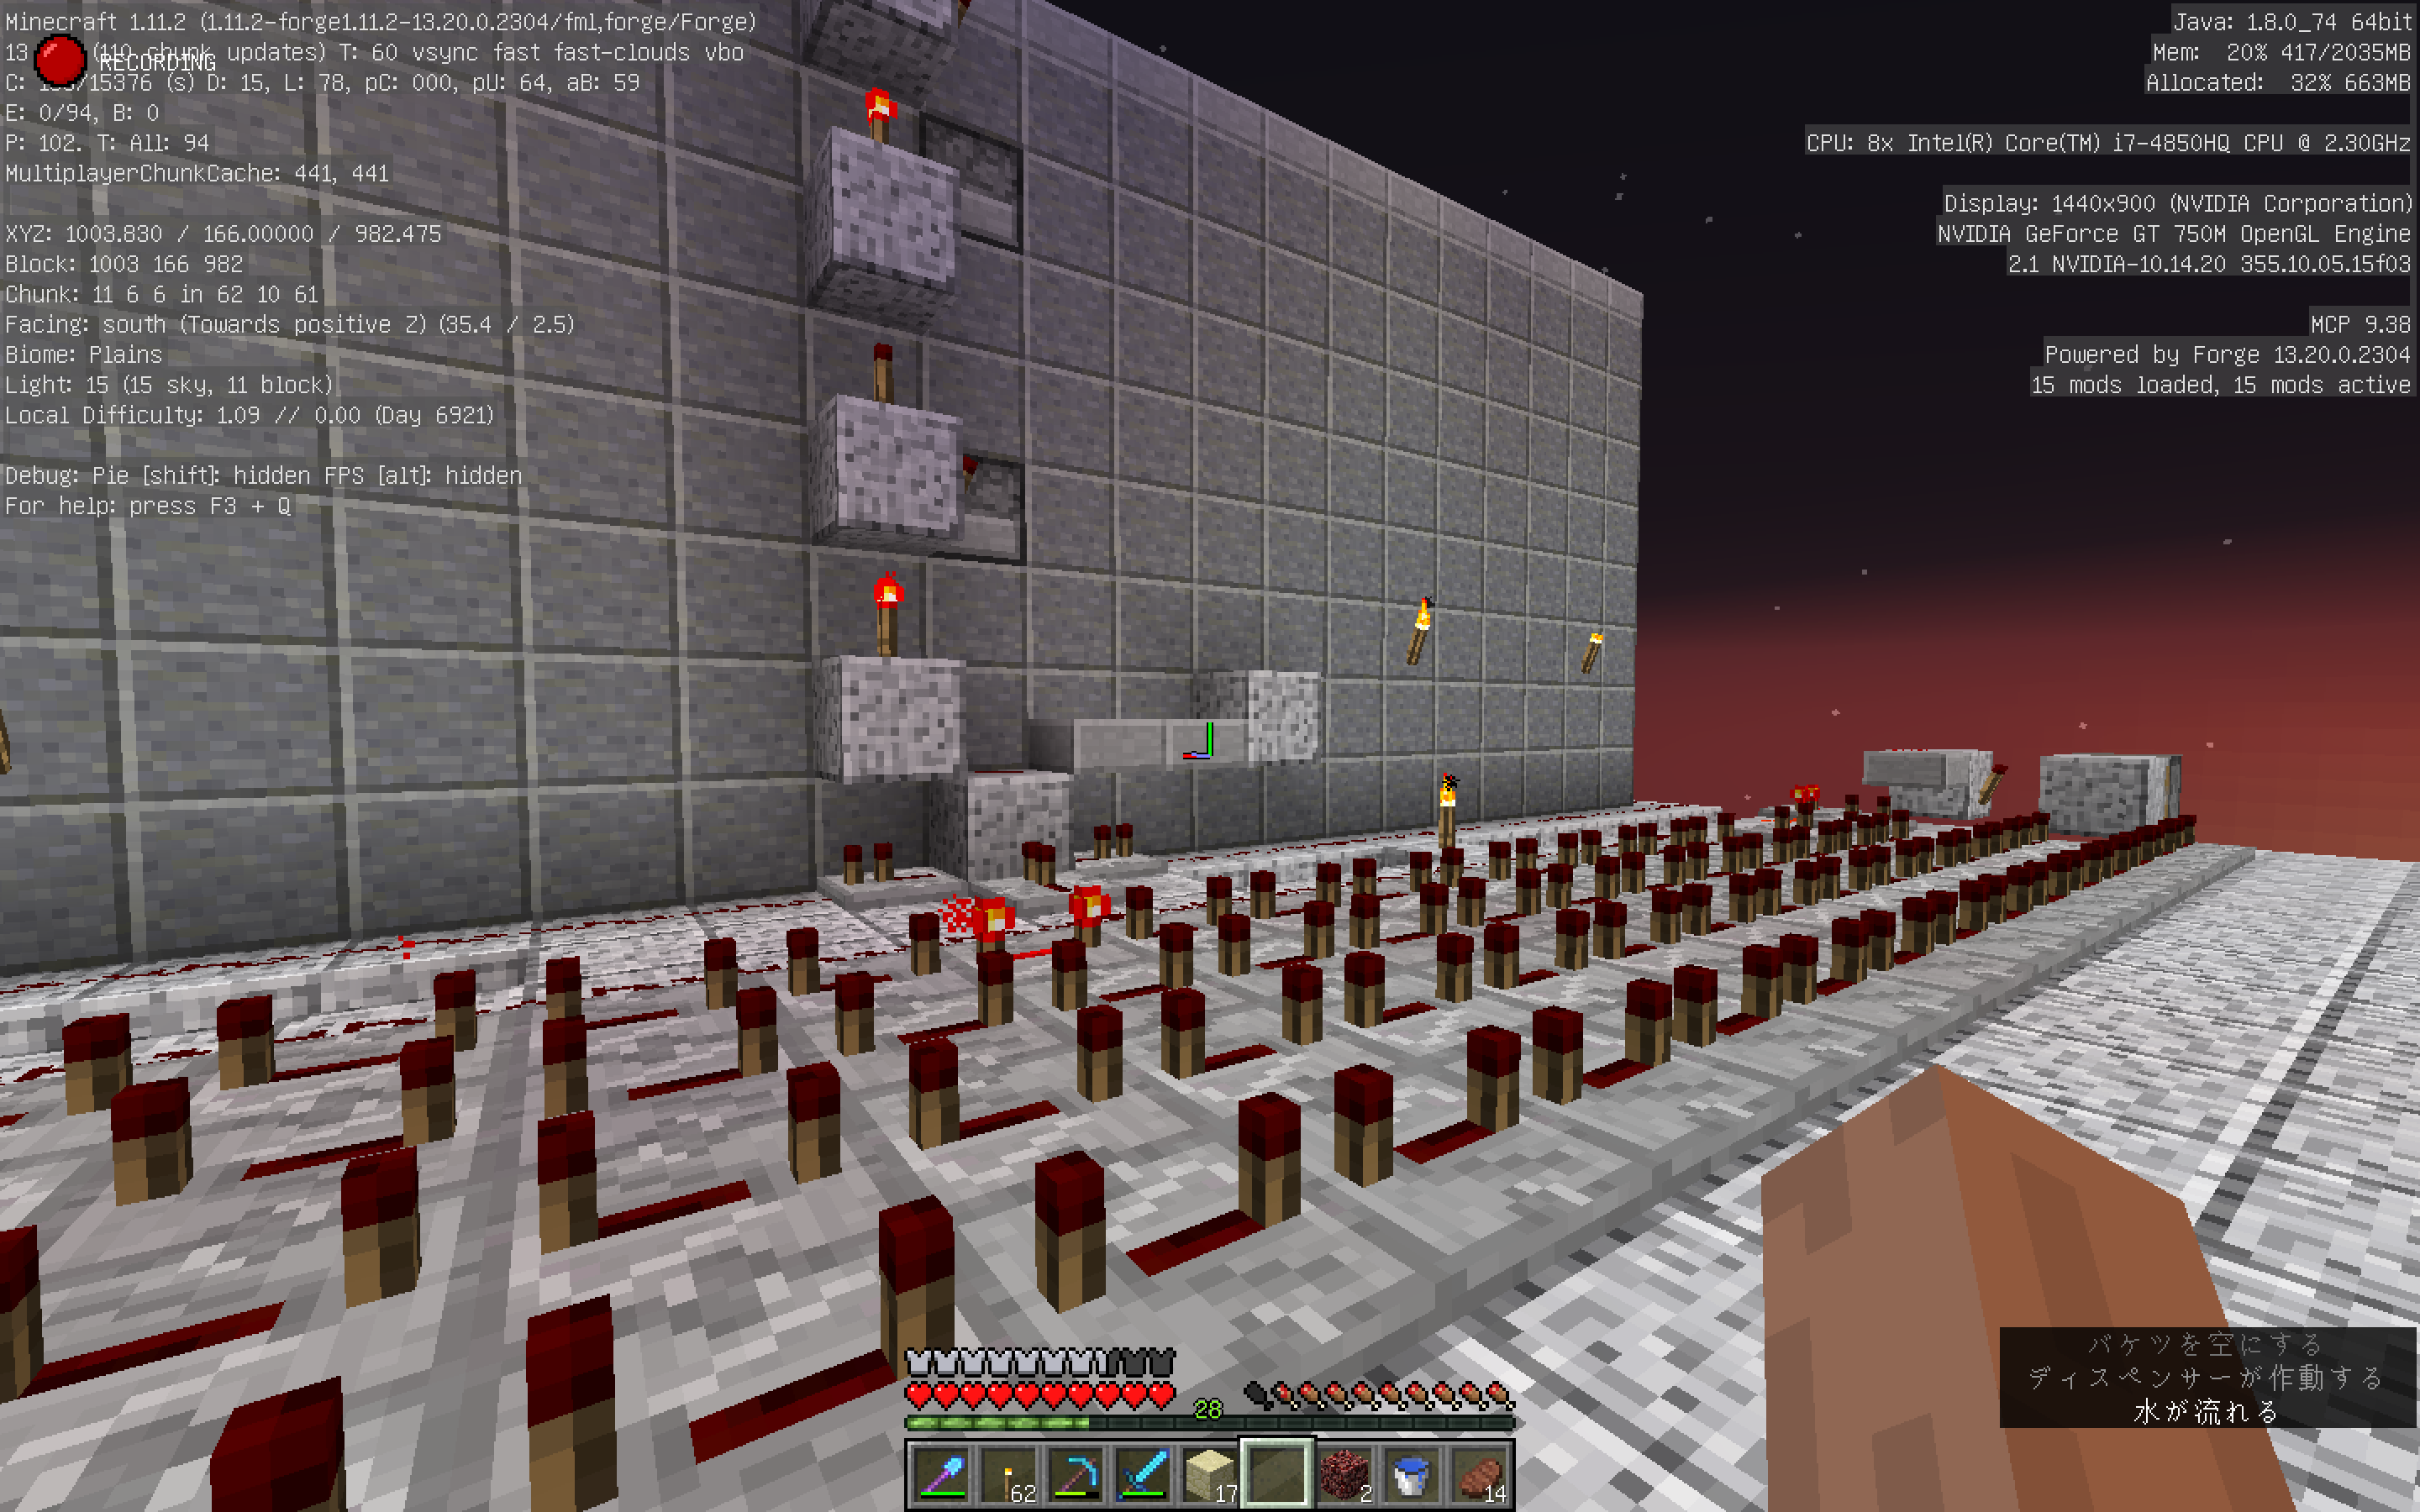 Minecraft 1.11.2 (1.11.2-forge1.11.2-13.20.0.2304/fml,forge/Forge)
13 (110 chunk updates) T: 60 vsync fast fast-clouds vbo
RECORDING
C: /15376 (s) D: 15, L: 78, pC: 000, pU: 64, aB: 59
E: 0/94, B: 0
P: 102. T: All: 94
MultiplayerChunkCache: 441, 441
XYZ: 1003.830 / 166.00000 / 982.475
Block: 1003 166 982
Chunk: 11 6 6 in 62 10 61
Facing: south (Towards positive Z) (35.4 / 2.5)
Biome: Plains
Light: 15 (15 sky, 11 block)
Local Difficulty: 1.09 // 0.00 (Day 6921)
Debug: Pie [shift]: hidden FPS [alt]: hidden
For help: press F3 + Q
Java: 1.8.0_74 64bit
Mem: 20% 417/2035MB
Allocated: 32% 663MB
CPU: 8x Intel(R) Core(TM) i7-4850HQ CPU @ 2.30GHz
Display: 1440x900 (NVIDIA Corporation)
NVIDIA GeForce GT 750M OpenGL Engine
2.1 NVIDIA-10.14.20 355.10.05.15f03
MCP 9.38
Powered by Forge 13.20.0.2304
15 mods loaded, 15 mods active
バケツを空にする
ディスペンサーが作動する
水が流れる
28
62 17 2 14